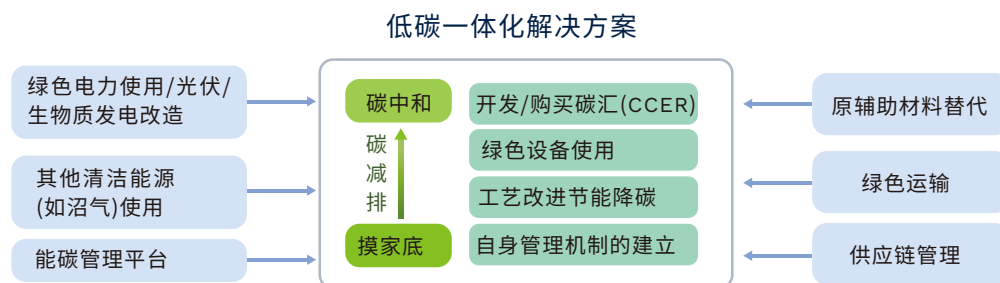 低碳一体化解决方案
绿色电力使用/光伏/
生物质发电改造
其他清洁能源
(如沼气)使用
能碳管理平台
碳中和
碳
减
排
摸家底
开发/购买碳汇(CCER)
绿色设备使用
工艺改进节能降碳
自身管理机制的建立
原辅助材料替代
绿色运输
供应链管理